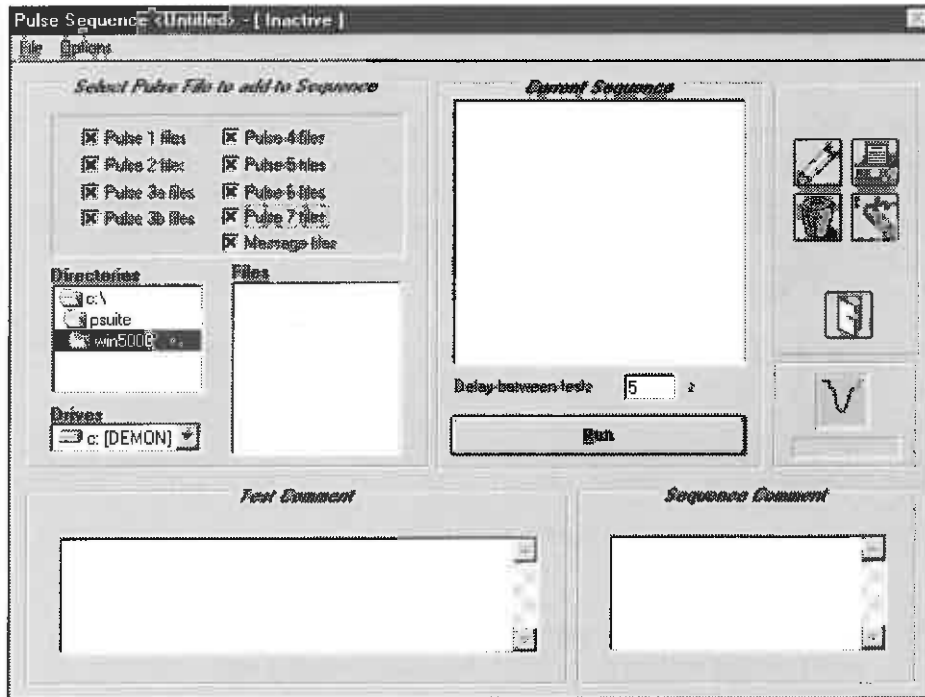 Pulse Sequence <Untitled> - [ Inactive ]
File Options
Select Pulse File to add to Sequence
Pulse 1 files
Pulse 2 files
Pulse 3a files
Pulse 3b files
Pulse 4 files
Pulse 5 files
Pulse 6 files
Pulse 7 files
Message files
Directories
c:\
psuite
win5000
Drives
c: [DEMON]
Files
Current Sequence
Delay between tests 5 s
Run
Test Comment
Sequence Comment